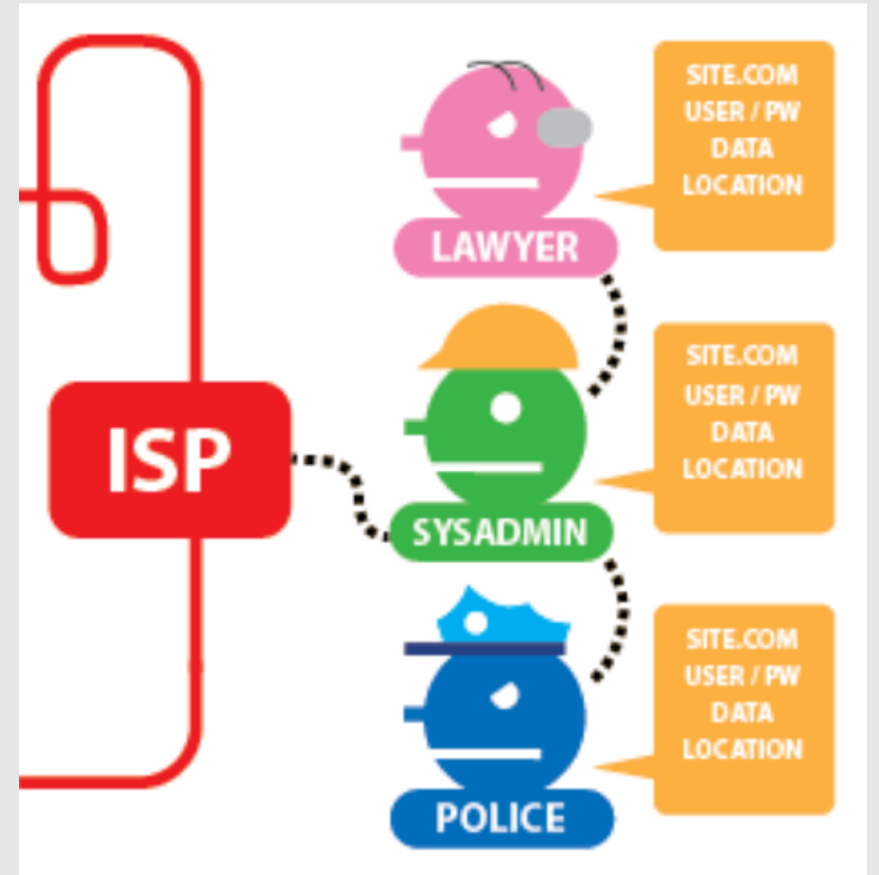 SITE.COM
USER / PW
DATA
LOCATION
LAWYER
SITE.COM
USER / PW
DATA
LOCATION
ISP
SYSADMIN
SITE.COM
USER / PW
DATA
LOCATION
POLICE